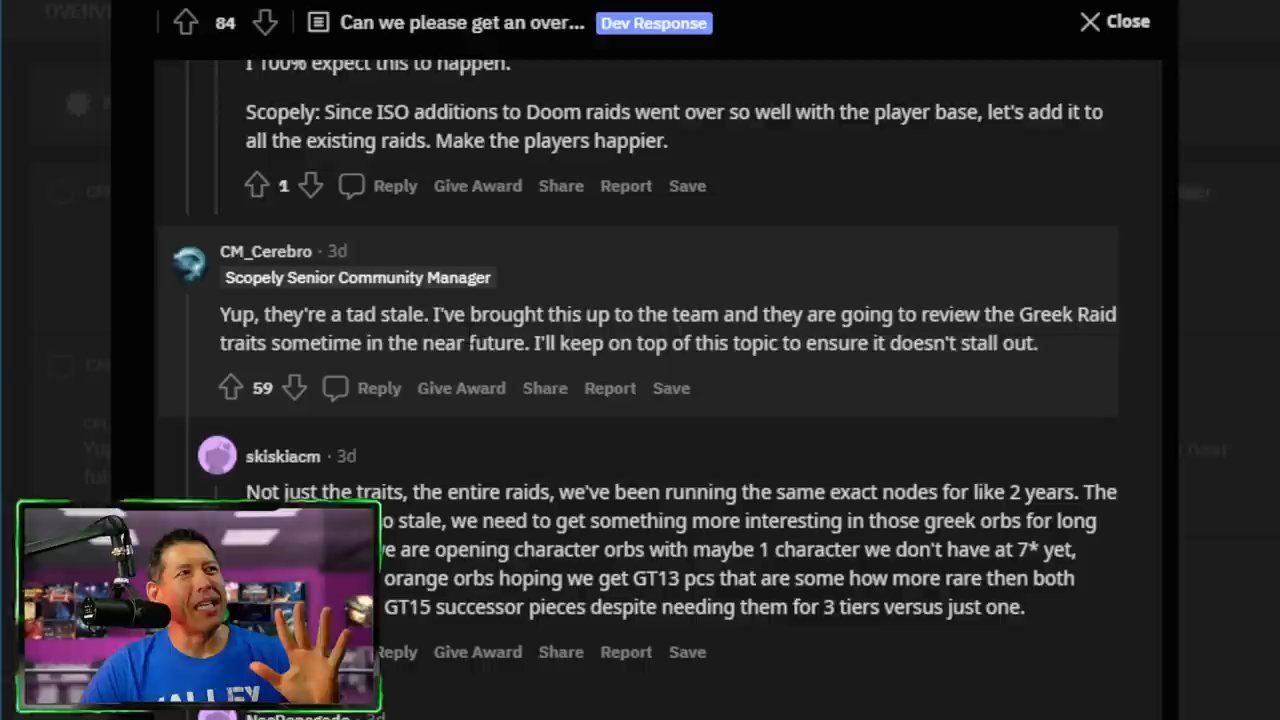 OVERV
84 Can we please get an over... Dev Response Close
I 100% expect this to happen.
Scopely: Since ISO additions to Doom raids went over so well with the player base, let's add it to
all the existing raids. Make the players happier.
1 Reply Give Award Share Report Save
CM_Cerebro · 3d
Scopely Senior Community Manager
Yup, they're a tad stale. I've brought this up to the team and they are going to review the Greek Raid
traits sometime in the near future. I'll keep on top of this topic to ensure it doesn't stall out.
59 Reply Give Award Share Report Save
skiskiacm · 3d
Not just the traits, the entire raids, we've been running the same exact nodes for like 2 years. The
o stale, we need to get something more interesting in those greek orbs for long
e are opening character orbs with maybe 1 character we don't have at 7* yet,
orange orbs hoping we get GT13 pcs that are some how more rare then both
GT15 successor pieces despite needing them for 3 tiers versus just one.
Reply Give Award Share Report Save
VALLEY